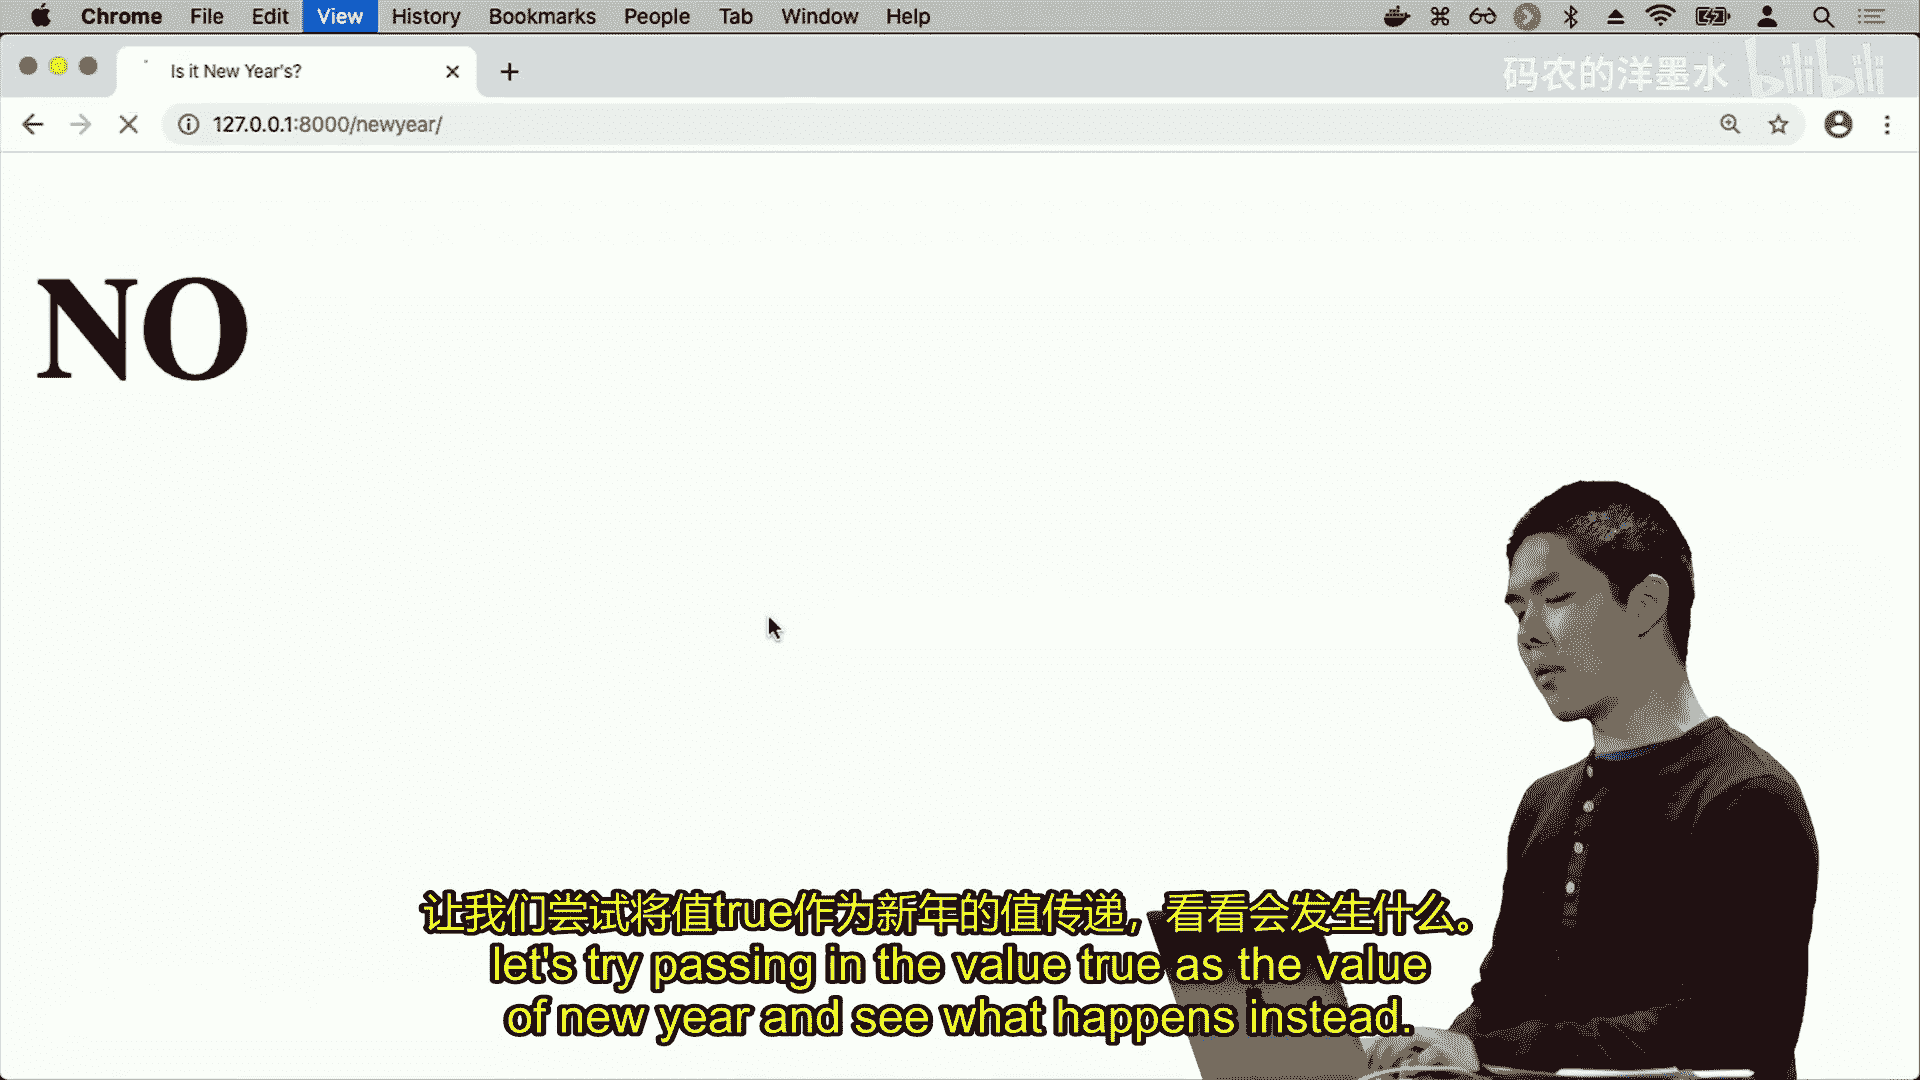 Chrome File Edit View History Bookmarks People Tab Window Help
Is it New Year's?
码农的洋墨水 bilibili
127.0.0.1:8000/newyear/
NO
让我们尝试将值true作为新年的值传递，看看会发生什么。
let's try passing in the value true as the value
of new year and see what happens instead.